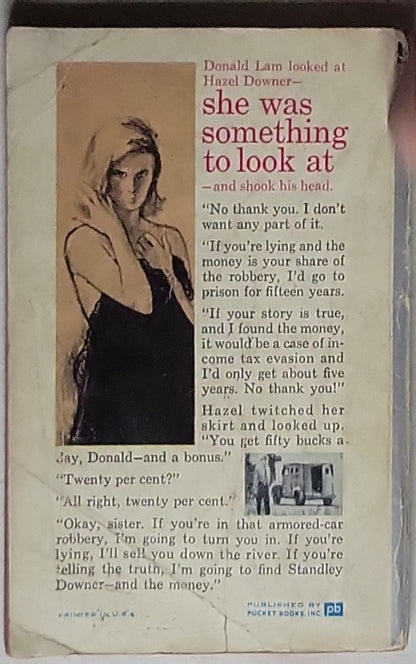 Donald Lam looked at
Hazel Downer—
she was
something
to look at
—and shook his head.
"No thank you. I don't
want any part of it.
"If you're lying and the
money is your share of
the robbery, I'd go to
prison for fifteen years.
"If your story is true,
and I found the money,
it would be a case of in-
come tax evasion and
I'd only get about five
years. No thank you!"
Hazel twitched her
skirt and looked up.
"You get fifty bucks a
day, Donald—and a bonus."
"Twenty per cent?"
"All right, twenty per cent."
"Okay, sister. If you're in that armored-car
robbery, I'm going to turn you in. If you're
lying, I'll sell you down the river. If you're
telling the truth, I'm going to find Standley
Downer—and the money."
PRINTED IN U.S.A.
PUBLISHED BY
POCKET BOOKS, INC.
pb